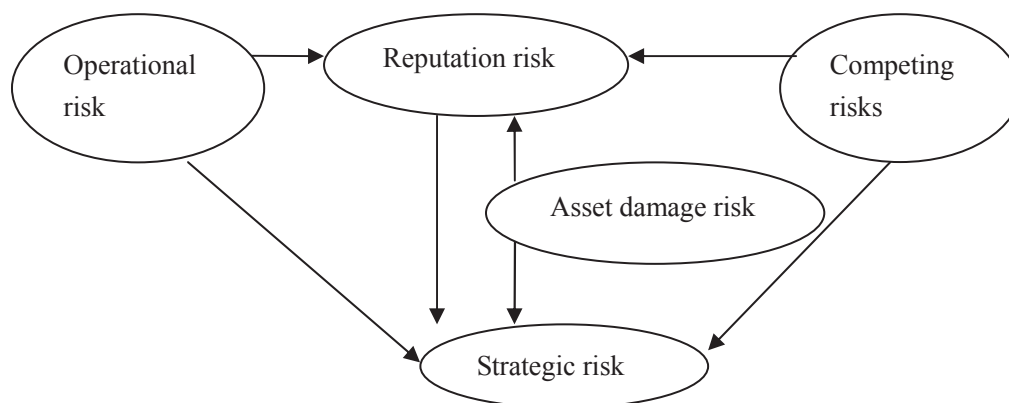 Operational
risk
Reputation risk
Competing
risks
Asset damage risk
Strategic risk